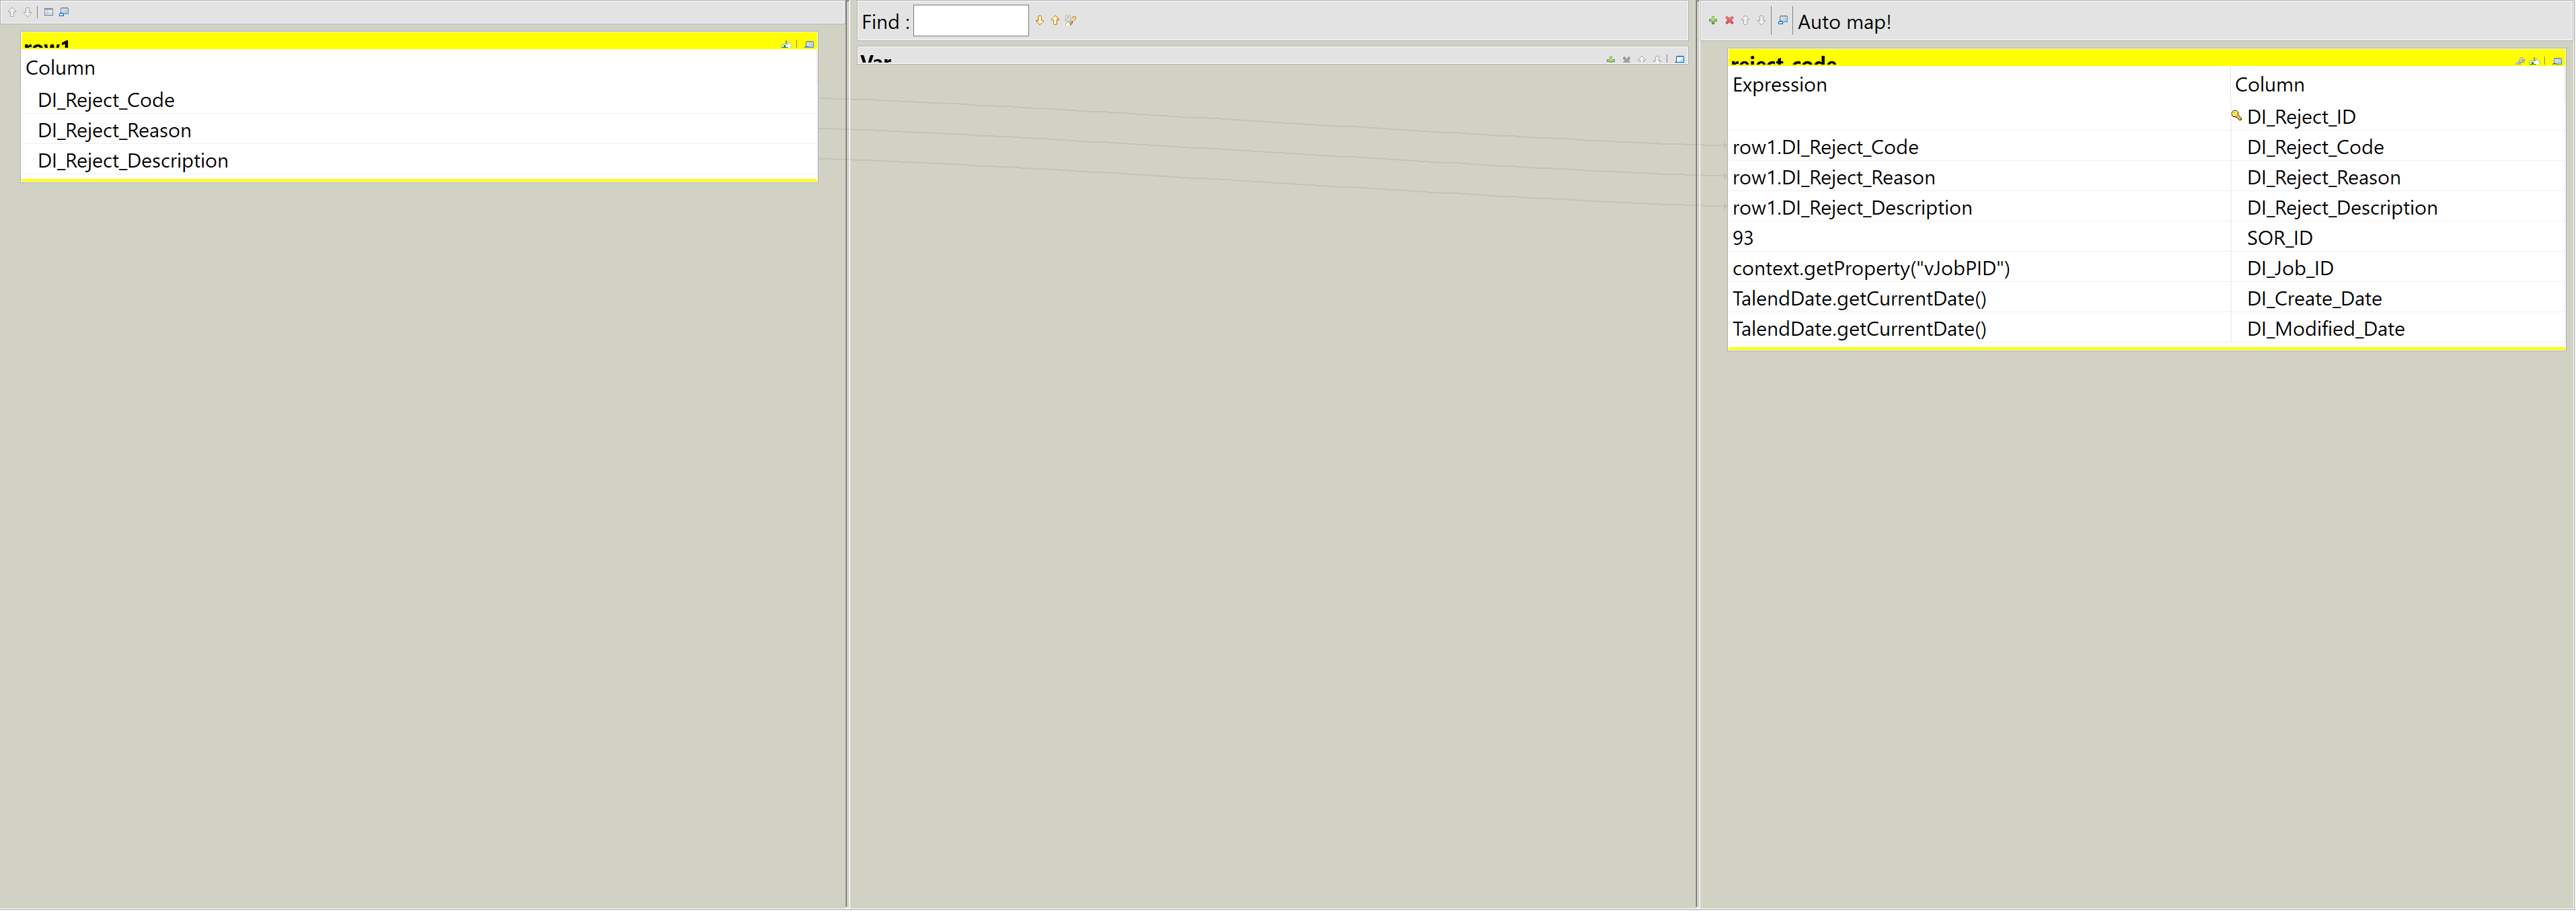 row1
Column
DI_Reject_Code
DI_Reject_Reason
DI_Reject_Description
Find :
Var
Auto map!
reject_code
Expression Column
DI_Reject_ID
row1.DI_Reject_Code DI_Reject_Code
row1.DI_Reject_Reason DI_Reject_Reason
row1.DI_Reject_Description DI_Reject_Description
93 SOR_ID
context.getProperty("vJobPID") DI_Job_ID
TalendDate.getCurrentDate() DI_Create_Date
TalendDate.getCurrentDate() DI_Modified_Date